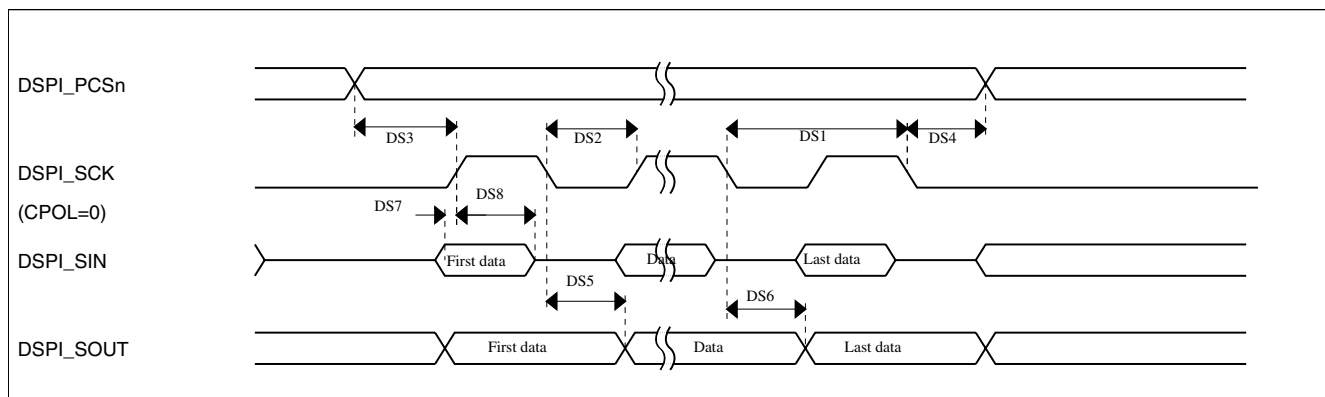 DSPI_PCSn
DS3
DS2
DS1
DS4
DSPI_SCK
(CPOL=0)
DS7
DS8
DSPI_SIN
First data
Data
Last data
DS5
DS6
DSPI_SOUT
First data
Data
Last data